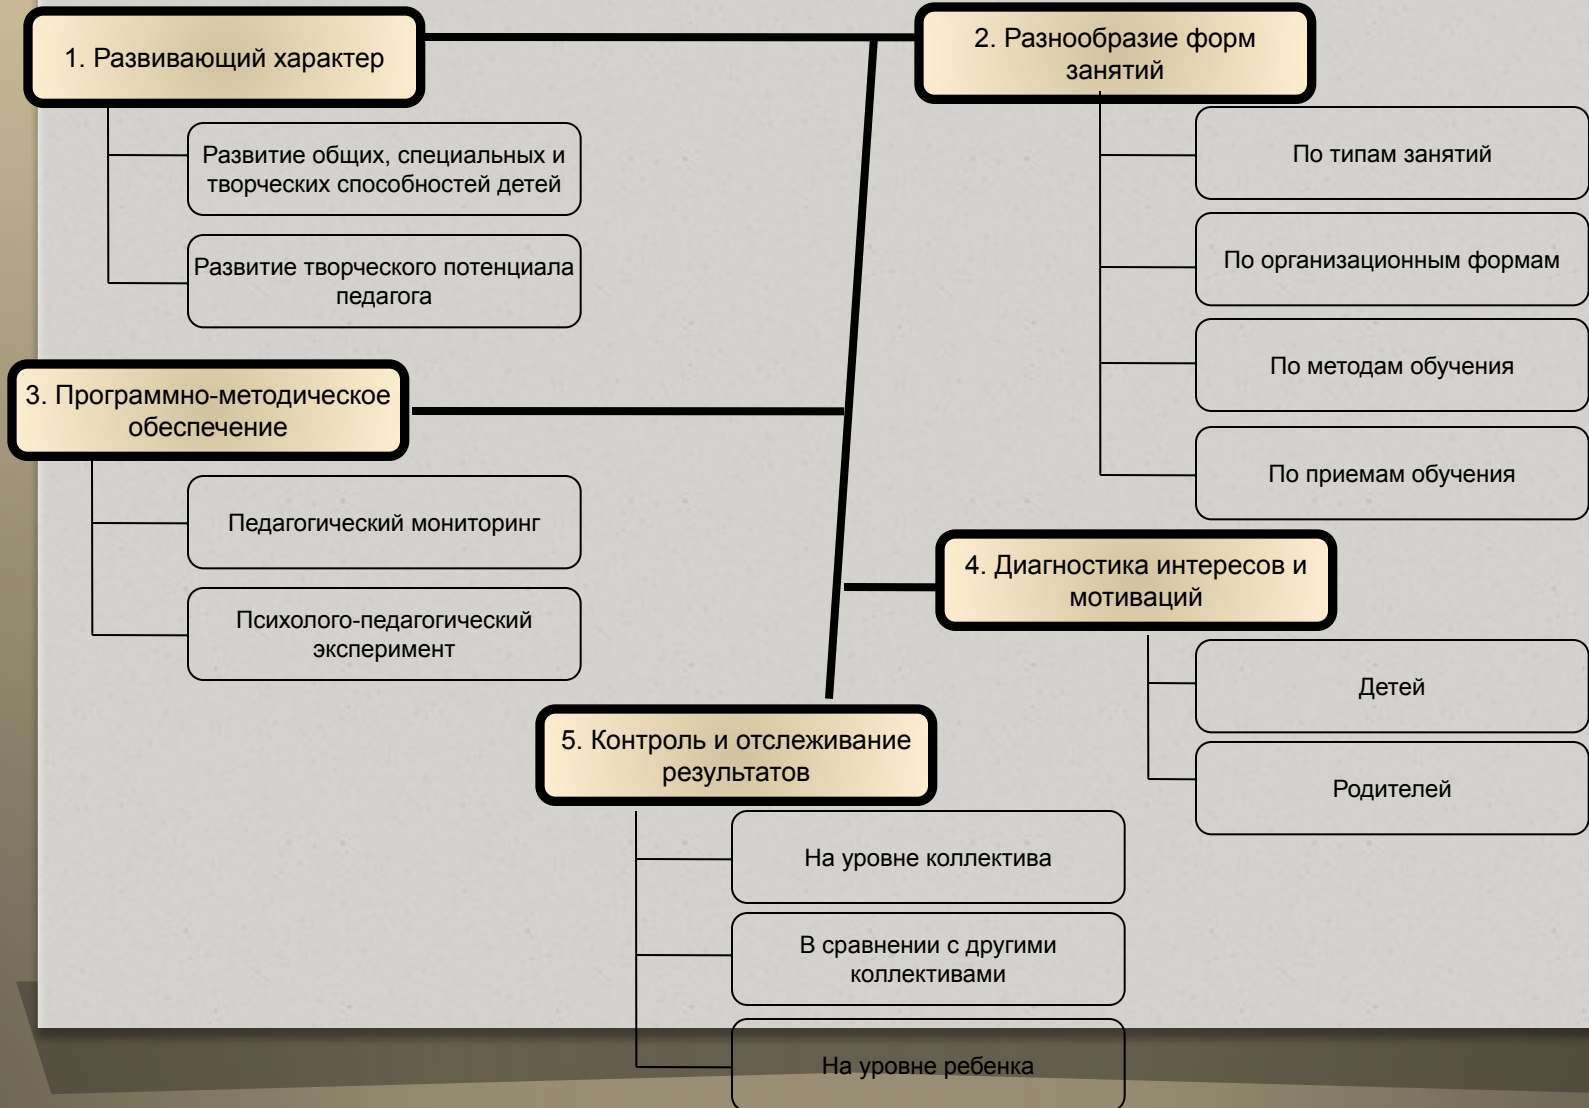 1. Развивающий характер
Развитие общих, специальных и
творческих способностей детей
Развитие творческого потенциала
педагога
2. Разнообразие форм
занятий
По типам занятий
По организационным формам
По методам обучения
По приемам обучения
3. Программно-методическое
обеспечение
Педагогический мониторинг
Психолого-педагогический
эксперимент
4. Диагностика интересов и
мотиваций
Детей
Родителей
5. Контроль и отслеживание
результатов
На уровне коллектива
В сравнении с другими
коллективами
На уровне ребенка